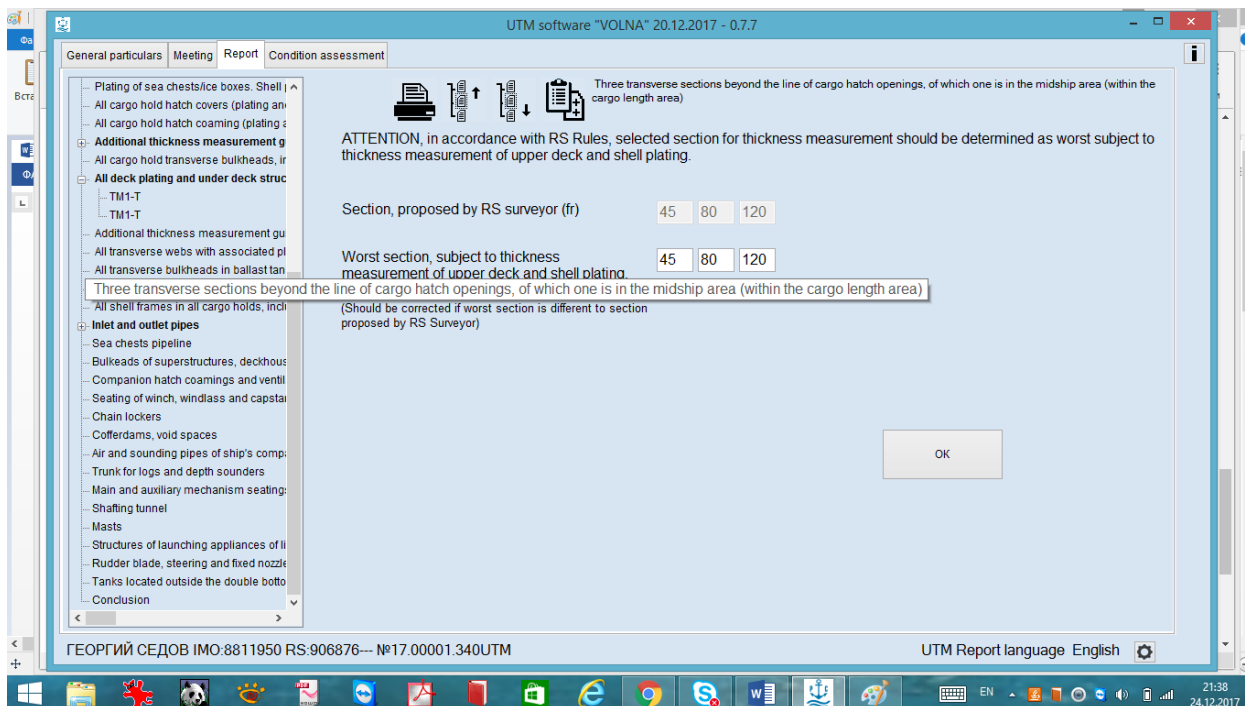 UTM software "VOLNA" 20.12.2017 - 0.7.7
Фа
Вста
General particulars Meeting Report Condition assessment
Plating of sea chests/ice boxes. Shell
All cargo hold hatch covers (plating an
All cargo hold hatch coaming (plating a
Additional thickness measurement g
All cargo hold transverse bulkheads, ir
All deck plating and under deck struc
TM1-T
TM1-T
Additional thickness measurement gu
All transverse webs with associated pl
All transverse bulkheads in ballast tan
All shell frames in all cargo holds, inclu
Inlet and outlet pipes
Sea chests pipeline
Bulkeads of superstructures, deckhous
Companion hatch coamings and ventil
Seating of winch, windlass and capstar
Chain lockers
Cofferdams, void spaces
Air and sounding pipes of ship's comp
Trunk for logs and depth sounders
Main and auxiliary mechanism seating
Shafting tunnel
Masts
Structures of launching appliances of li
Rudder blade, steering and fixed nozzle
Tanks located outside the double botto
Conclusion
Three transverse sections beyond the line of cargo hatch openings, of which one is in the midship area (within the
cargo length area)
ATTENTION, in accordance with RS Rules, selected section for thickness measurement should be determined as worst subject to
thickness measurement of upper deck and shell plating.
Section, proposed by RS surveyor (fr) 45 80 120
Worst section, subject to thickness 45 80 120
measurement of upper deck and shell plating.
Three transverse sections beyond the line of cargo hatch openings, of which one is in the midship area (within the cargo length area)
(Should be corrected if worst section is different to section
proposed by RS Surveyor)
OK
ГЕОРГИЙ СЕДОВ IMO:8811950 RS:906876--- №17.00001.340UTM
UTM Report language English
EN
21:38
24.12.2017